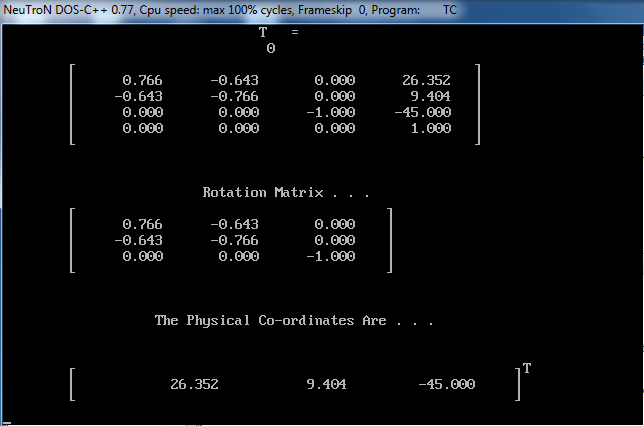 NeuTroN DOS-C++ 0.77, Cpu speed: max 100% cycles, Frameskip 0, Program: TC
T =
0
0.766 -0.643 0.000 26.352
-0.643 -0.766 0.000 9.404
0.000 0.000 -1.000 -45.000
0.000 0.000 0.000 1.000
Rotation Matrix . . .
0.766 -0.643 0.000
-0.643 -0.766 0.000
0.000 0.000 -1.000
The Physical Co-ordinates Are . . .
T
26.352 9.404 -45.000